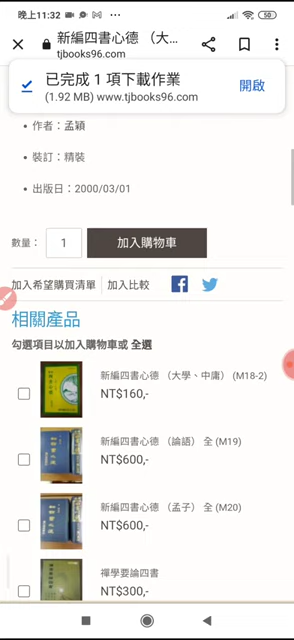 晚上11:32
50
新編四書心德 （大...
tjbooks96.com
已完成 1 項下載作業
(1.92 MB) www.tjbooks96.com
開啟
作者：孟穎
裝訂：精裝
出版日：2000/03/01
數量：
1
加入購物車
加入希望購買清單
加入比較
相關產品
勾選項目以加入購物車或 全選
新編四書心德 （大學、中庸） (M18-2)
NT$160,-
新編四書心德 （論語） 全 (M19)
NT$600,-
新編四書心德 （孟子） 全 (M20)
NT$600,-
禪學要論四書
NT$300,-